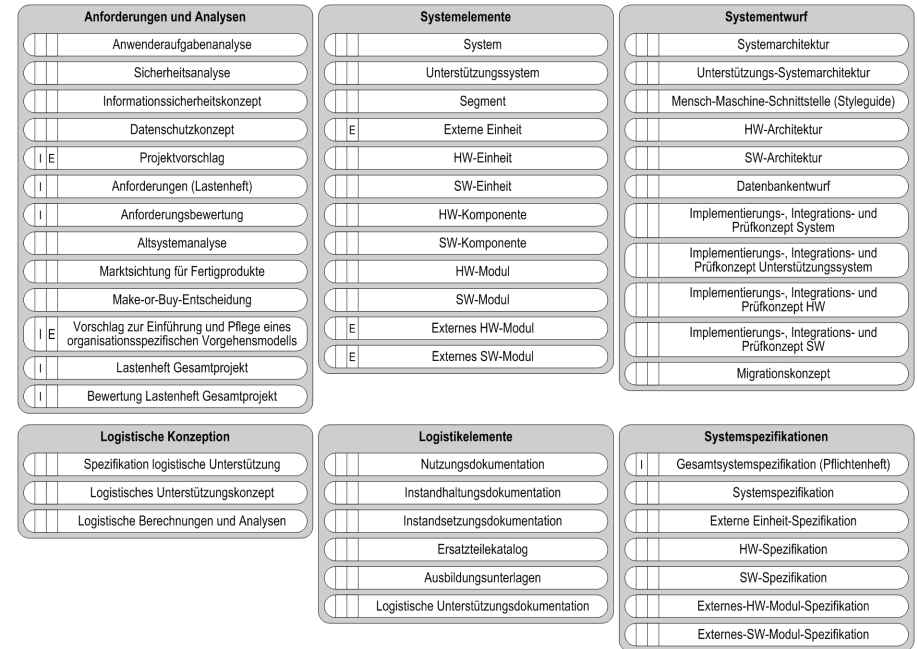 Anforderungen und Analysen
Anwenderaufgabenanalyse
Sicherheitsanalyse
Informationssicherheitskonzept
Datenschutzkonzept
I E Projektvorschlag
I Anforderungen (Lastenheft)
I Anforderungsbewertung
Altsystemanalyse
Marktsichtung für Fertigprodukte
Make-or-Buy-Entscheidung
I E Vorschlag zur Einführung und Pflege eines
organisationsspezifischen Vorgehensmodells
I Lastenheft Gesamtprojekt
I Bewertung Lastenheft Gesamtprojekt
Systemelemente
System
Unterstützungssystem
Segment
E Externe Einheit
HW-Einheit
SW-Einheit
HW-Komponente
SW-Komponente
HW-Modul
SW-Modul
E Externes HW-Modul
E Externes SW-Modul
Systementwurf
Systemarchitektur
Unterstützungs-Systemarchitektur
Mensch-Maschine-Schnittstelle (Styleguide)
HW-Architektur
SW-Architektur
Datenbankentwurf
Implementierungs-, Integrations- und
Prüfkonzept System
Implementierungs-, Integrations- und
Prüfkonzept Unterstützungssystem
Implementierungs-, Integrations- und
Prüfkonzept HW
Implementierungs-, Integrations- und
Prüfkonzept SW
Migrationskonzept
Logistische Konzeption
Spezifikation logistische Unterstützung
Logistisches Unterstützungskonzept
Logistische Berechnungen und Analysen
Logistikelemente
Nutzungsdokumentation
Instandhaltungsdokumentation
Instandsetzungsdokumentation
Ersatzteilekatalog
Ausbildungsunterlagen
Logistische Unterstützungsdokumentation
Systemspezifikationen
I Gesamtsystemspezifikation (Pflichtenheft)
Systemspezifikation
Externe Einheit-Spezifikation
HW-Spezifikation
SW-Spezifikation
Externes-HW-Modul-Spezifikation
Externes-SW-Modul-Spezifikation